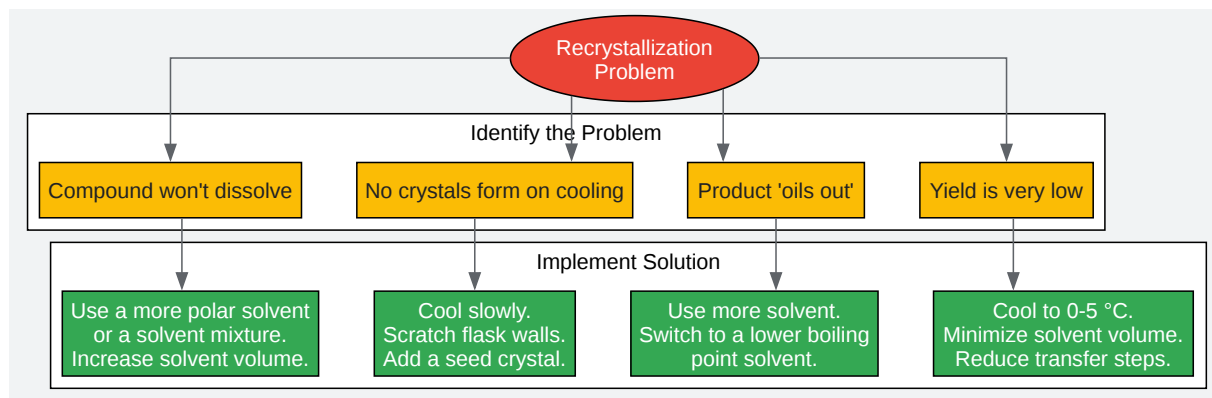 Recrystallization
Problem
Identify the Problem
Compound won't dissolve
No crystals form on cooling
Product 'oils out'
Yield is very low
Implement Solution
Use a more polar solvent
or a solvent mixture.
Increase solvent volume.
Cool slowly.
Scratch flask walls.
Add a seed crystal.
Use more solvent.
Switch to a lower boiling
point solvent.
Cool to 0-5 °C.
Minimize solvent volume.
Reduce transfer steps.